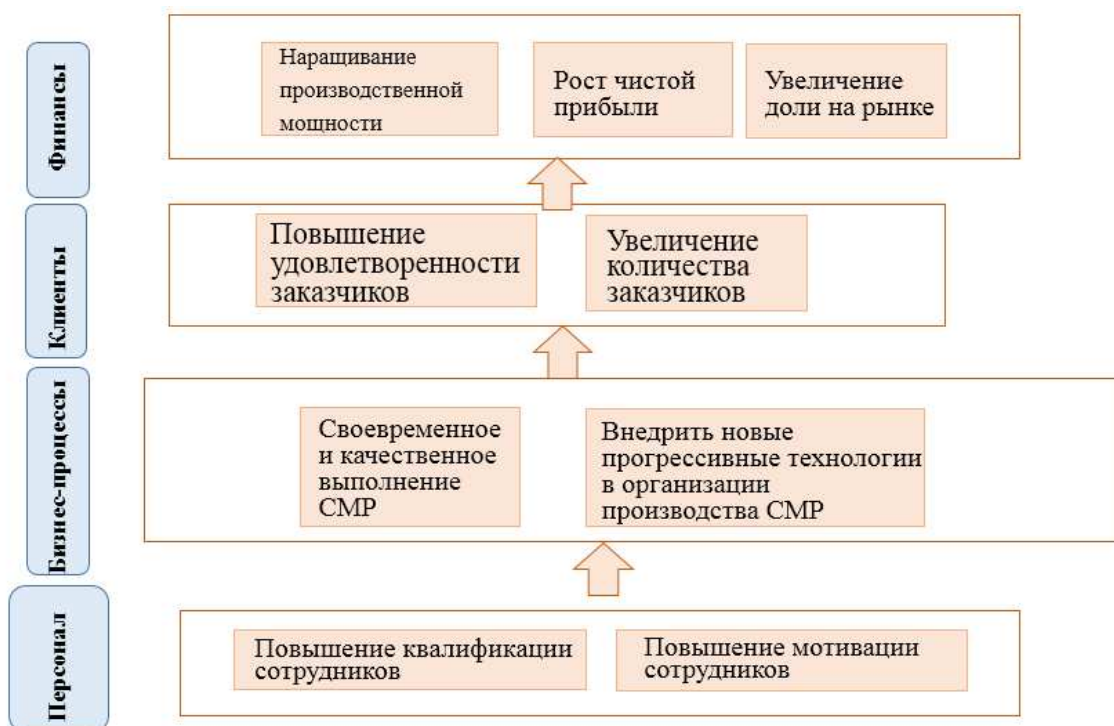 Финансы
Наращивание
производственной
мощности
Рост чистой
прибыли
Увеличение
доли на рынке
Клиенты
Повышение
удовлетворенности
заказчиков
Увеличение
количества
заказчиков
Бизнес-процессы
Своевременное
и качественное
выполнение
СМР
Внедрить новые
прогрессивные технологии
в организации
производства СМР
Персонал
Повышение квалификации
сотрудников
Повышение мотивации
сотрудников